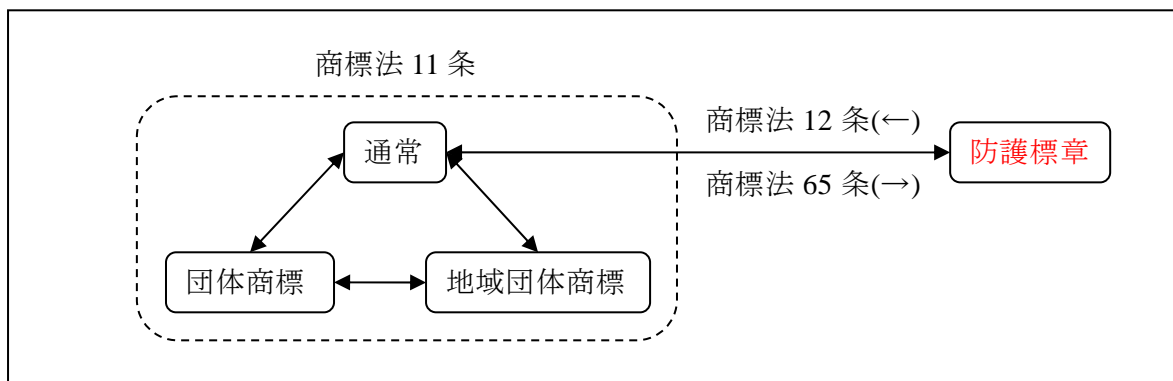 商標法 11 条
商標法 12 条(←)
通常
防護標章
商標法 65 条(→)
団体商標
地域団体商標